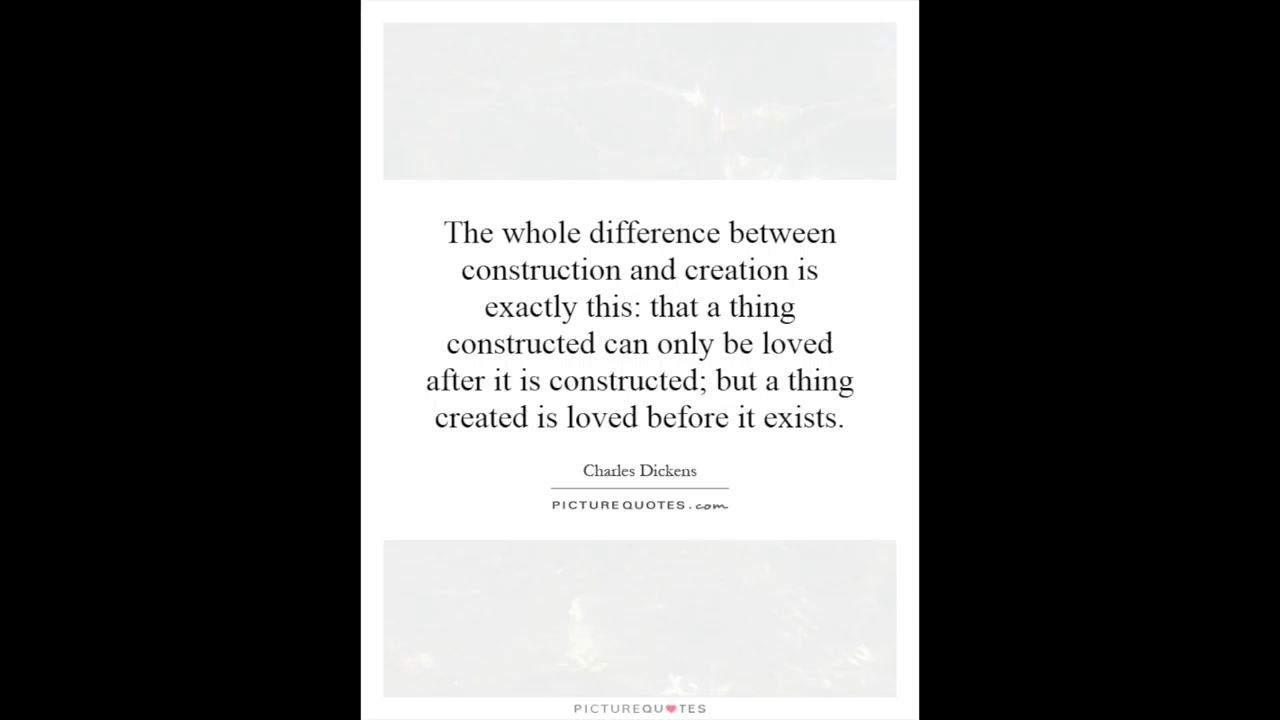 The whole difference between
construction and creation is
exactly this: that a thing
constructed can only be loved
after it is constructed; but a thing
created is loved before it exists.
Charles Dickens
PICTUREQUOTES.com
PICTUREQU♥TES